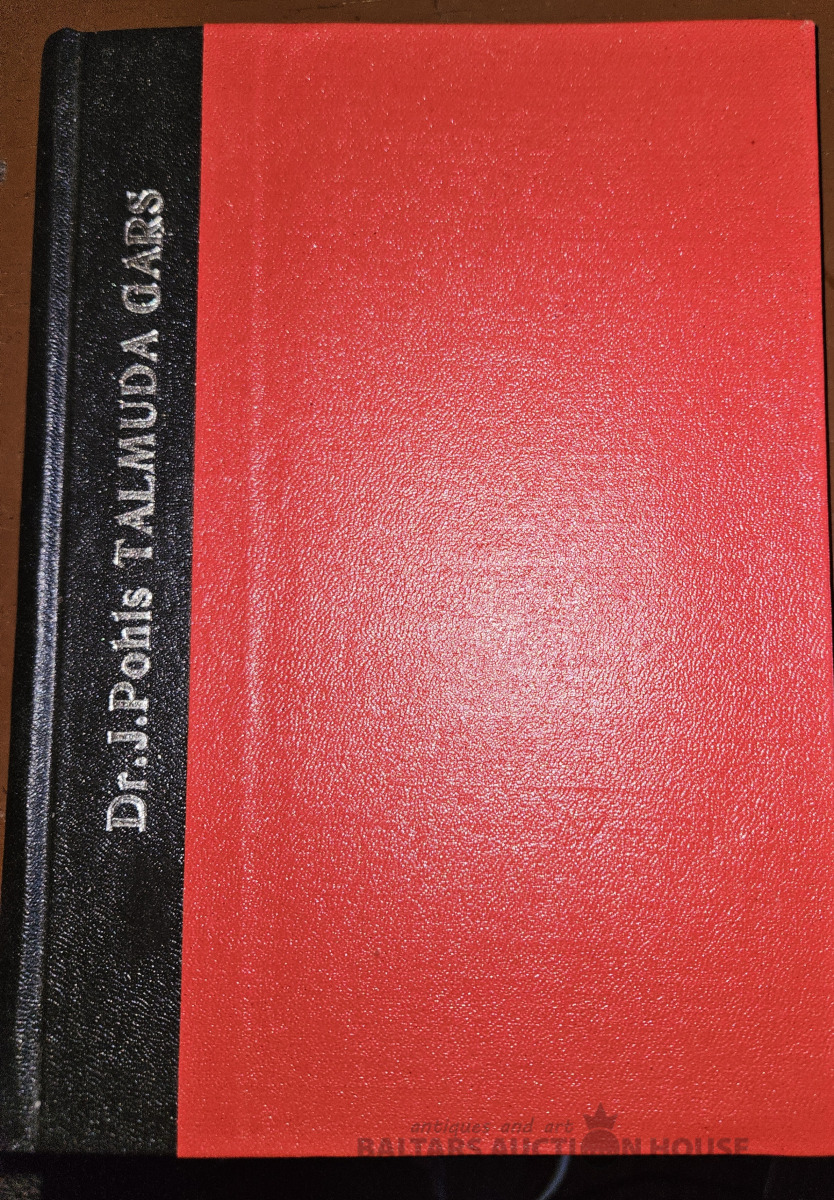 Dr.J.Pohls TALMUDA GARS
antiques and art
BALTARS AUCTION HOUSE